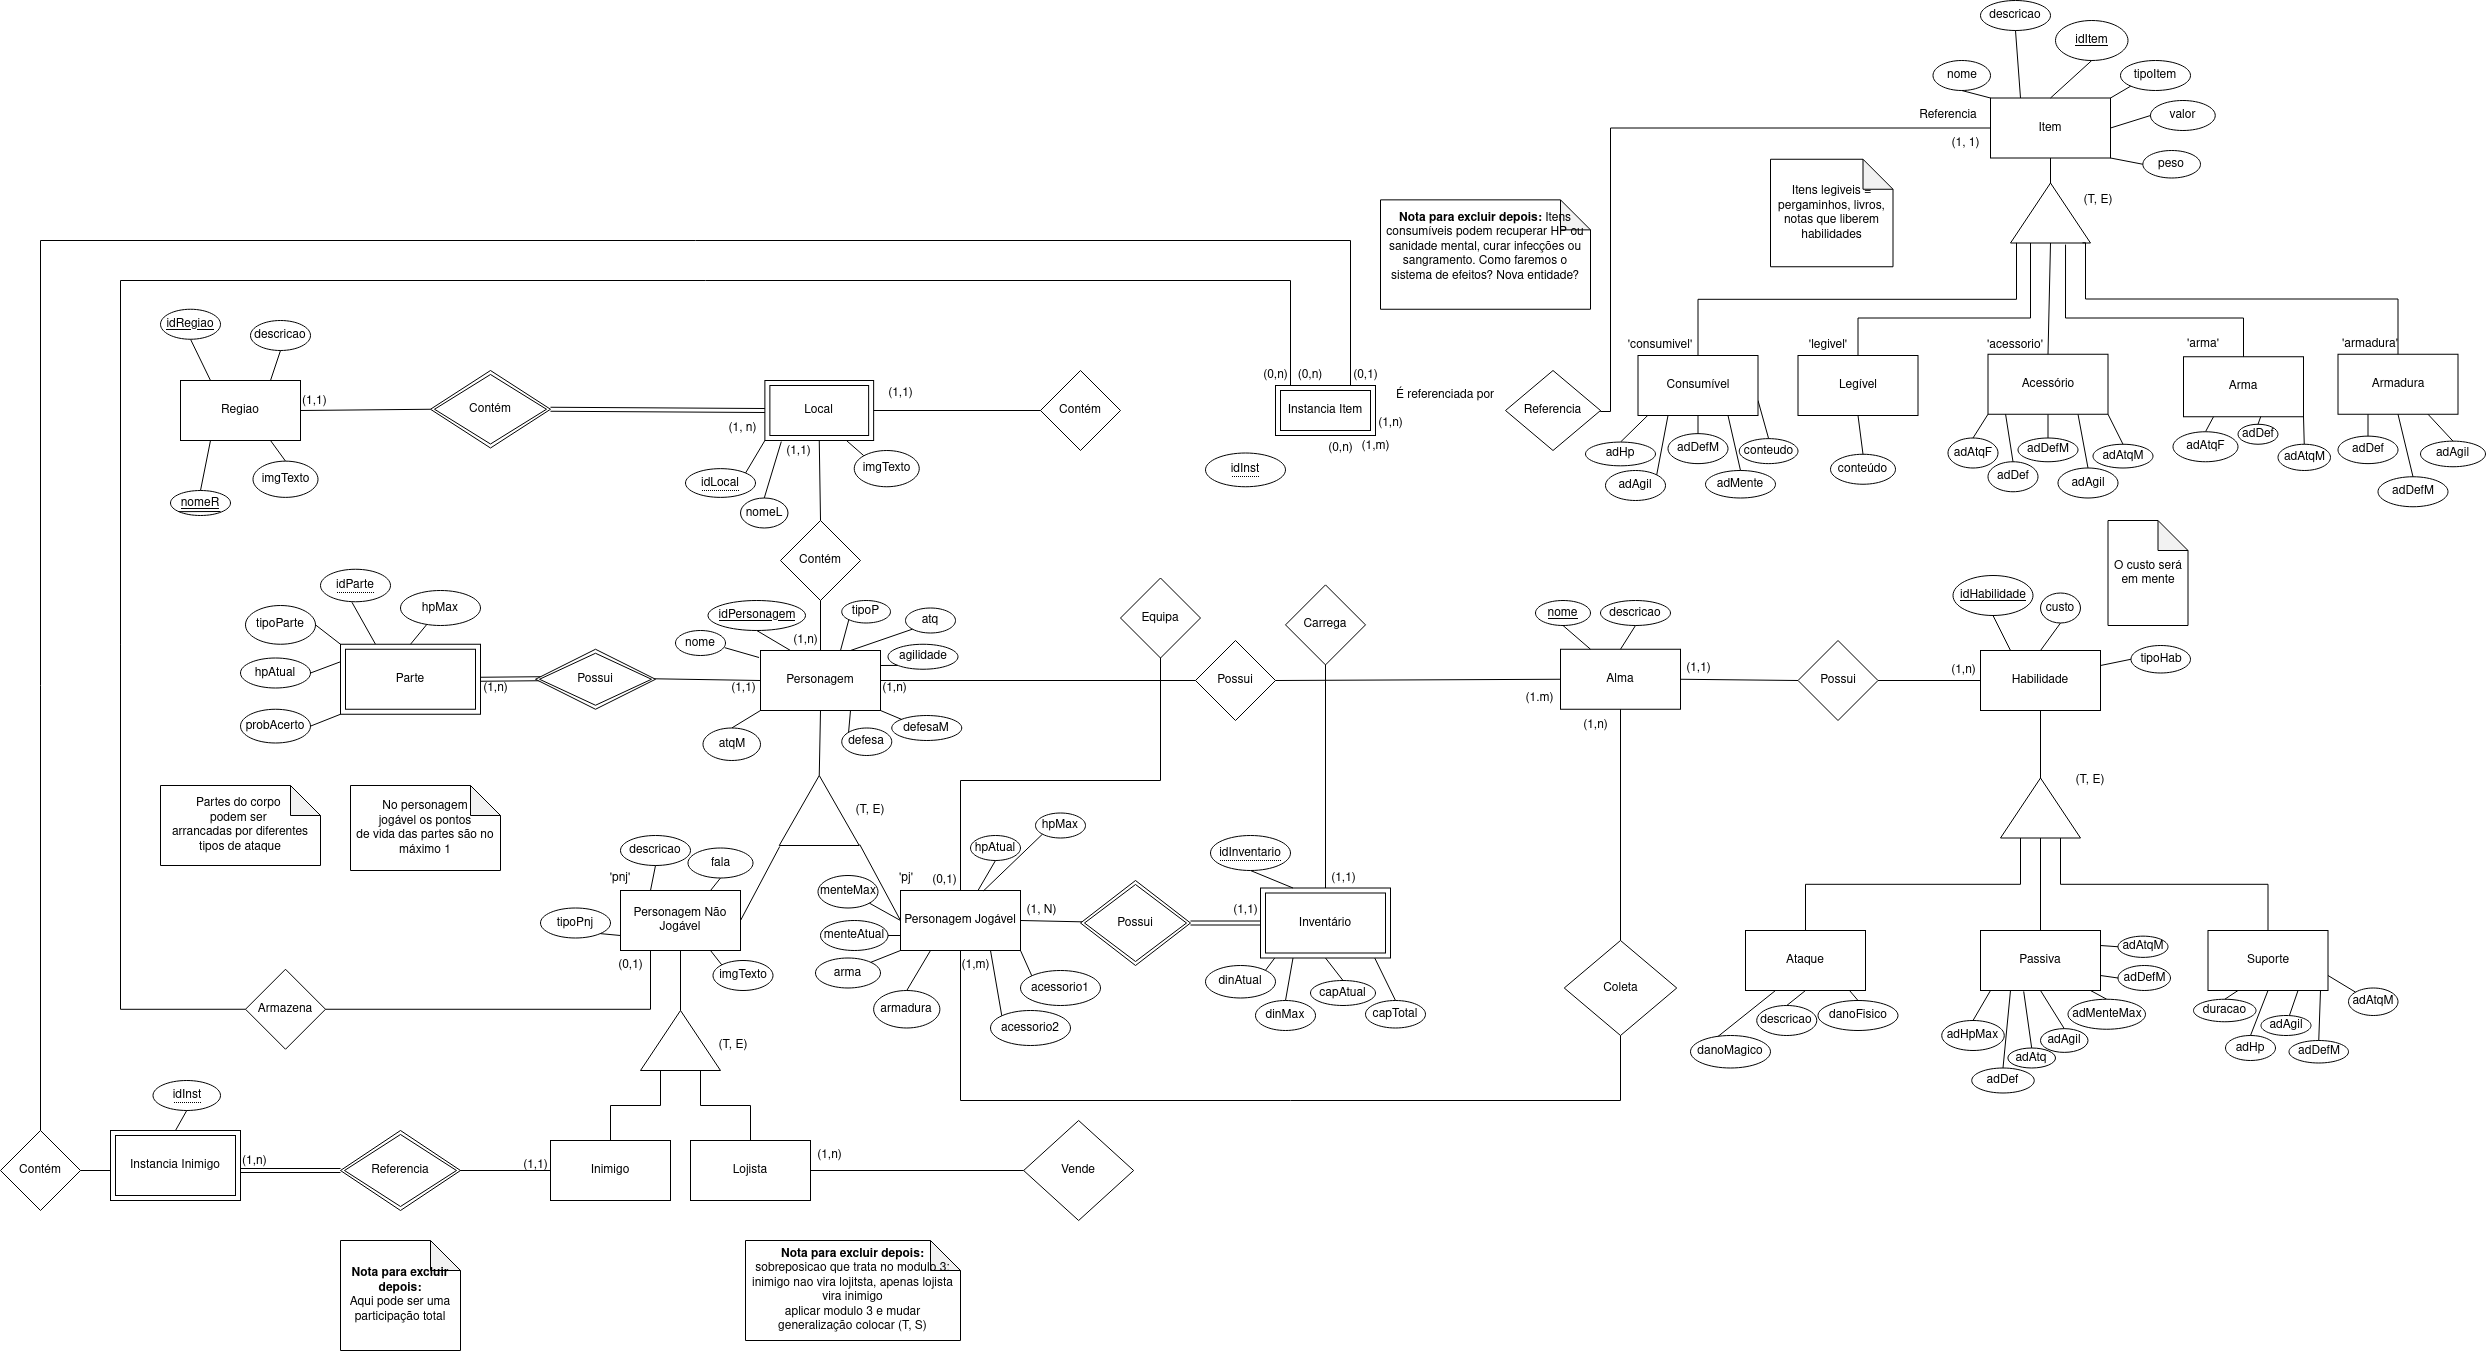 descricao
idItem
nome
tipoItem
valor
peso
Referencia
(1, 1)
Item
(T, E)
Itens legiveis =
pergaminhos, livros,
notas que liberem
habilidades
Nota para excluir depois: Itens
consumíveis podem recuperar HP ou
sanidade mental, curar infecções ou
sangramento. Como faremos o
sistema de efeitos? Nova entidade?
idRegiao
descricao
Regiao
(1,1)
nomeR
imgTexto
Contém
(1, n)
Local
(1,1)
(1,1)
idLocal
nomeL
imgTexto
Contém
(0,n)
(0,n)
(0,1)
Instancia Item
(1,n)
(0,n)
(1,m)
idInst
É referenciada por
Referencia
'consumivel'
Consumível
adHp
adAgil
adDefM
adMente
conteudo
'legivel'
Legível
conteúdo
'acessorio'
Acessório
adAtqF
adDef
adDefM
adAgil
adAtqM
'arma'
Arma
adAtqF
adDef
adAtqM
'armadura'
Armadura
adDef
adDefM
adAgil
Contém
O custo será
em mente
idParte
hpMax
tipoParte
hpAtual
probAcerto
Parte
(1,n)
Possui
(1,1)
idPersonagem
nome
(1,n)
tipoP
atq
agilidade
Personagem
(1,n)
atqM
defesa
defesaM
Equipa
Possui
Carrega
nome
descricao
Alma
(1.m)
(1,n)
(1,1)
Possui
(1,n)
idHabilidade
custo
tipoHab
Habilidade
(T, E)
Partes do corpo
podem ser
arrancadas por diferentes
tipos de ataque
No personagem
jogável os pontos
de vida das partes são no
máximo 1
(T, E)
descricao
fala
'pnj'
tipoPnj
Personagem Não
Jogável
(0,1)
imgTexto
hpMax
hpAtual
'pj'
(0,1)
menteMax
menteAtual
arma
armadura
Personagem Jogável
(1, N)
(1,m)
acessorio1
acessorio2
Possui
(1,1)
idInventario
(1,1)
Inventário
dinAtual
dinMax
capAtual
capTotal
Coleta
Ataque
danoMagico
descricao
danoFisico
Passiva
adAtqM
adDefM
adMenteMax
adHpMax
adAgil
adAtq
adDef
Suporte
duracao
adHp
adAgil
adDefM
adAtqM
Armazena
(T, E)
idInst
Contém
Instancia Inimigo
(1,n)
Referencia
(1,1)
Inimigo
Lojista
(1,n)
Vende
Nota para excluir
depois:
Aqui pode ser uma
participação total
Nota para excluir depois:
sobreposicao que trata no modulo 3:
inimigo nao vira lojitsta, apenas lojista
vira inimigo
aplicar modulo 3 e mudar
generalização colocar (T, S)